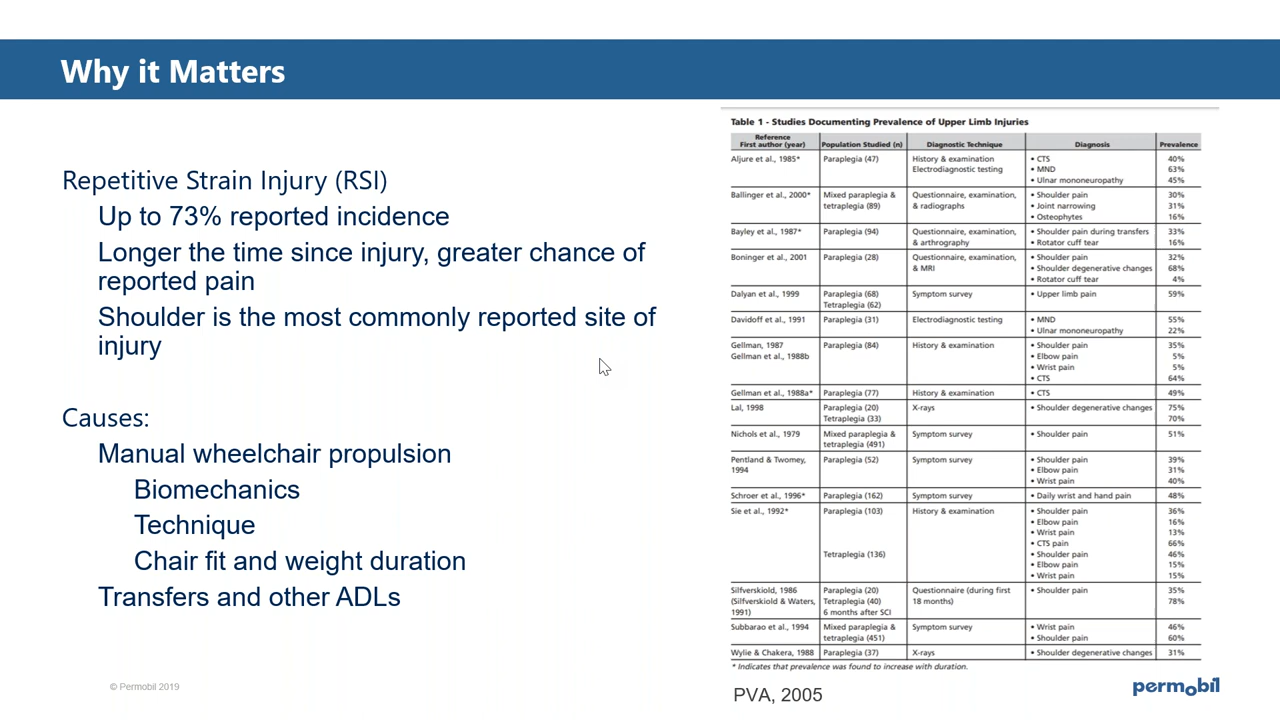 Why it Matters
Repetitive Strain Injury (RSI)
Up to 73% reported incidence
Longer the time since injury, greater chance of
reported pain
Shoulder is the most commonly reported site of
injury
Causes:
Manual wheelchair propulsion
Biomechanics
Technique
Chair fit and weight duration
Transfers and other ADLs
© Permobil 2019
Table 1 - Studies Documenting Prevalence of Upper Limb Injuries
Reference
First author (year) Population Studied (n) Diagnostic Technique Diagnosis Prevalence
Aljure et al., 1985* Paraplegia (47) History & examination • CTS 40%
Electrodiagnostic testing • MND 63%
• Ulnar mononeuropathy 45%
Ballinger et al., 2000* Mixed paraplegia & Questionnaire, examination, • Shoulder pain 30%
tetraplegia (89) & radiographs • Joint narrowing 31%
• Osteophytes 16%
Bayley et al., 1987* Paraplegia (94) Questionnaire, examination, • Shoulder pain during transfers 33%
& arthrography • Rotator cuff tear 16%
Boninger et al., 2001 Paraplegia (28) Questionnaire, examination, • Shoulder pain 32%
& MRI • Shoulder degenerative changes 68%
• Rotator cuff tear 4%
Dalyan et al., 1999 Paraplegia (68) Symptom survey • Upper limb pain 59%
Tetraplegia (62)
Davidoff et al., 1991 Paraplegia (31) Electrodiagnostic testing • MND 55%
• Ulnar mononeuropathy 22%
Gellman, 1987 Paraplegia (84) History & examination • Shoulder pain 35%
Gellman et al., 1988b • Elbow pain 5%
• Wrist pain 5%
• CTS 64%
Gellman et al., 1988a* Paraplegia (77) History & examination • CTS 49%
Lal, 1998 Paraplegia (20) X-rays • Shoulder degenerative changes 75%
Tetraplegia (33) 70%
Nichols et al., 1979 Mixed paraplegia & Symptom survey • Shoulder pain 51%
tetraplegia (491)
Pentland & Twomey, Paraplegia (52) Symptom survey • Shoulder pain 39%
1994 • Elbow pain 31%
• Wrist pain 40%
Schroer et al., 1996* Paraplegia (162) Symptom survey • Daily wrist and hand pain 48%
Sie et al., 1992* Paraplegia (103) History & examination • Shoulder pain 36%
• Elbow pain 16%
• Wrist pain 13%
• CTS pain 66%
Tetraplegia (136) • Shoulder pain 46%
• Elbow pain 15%
• Wrist pain 15%
Silfverskiold, 1986 Paraplegia (20) Questionnaire (during first • Shoulder pain 35%
(Silfverskiold & Waters, Tetraplegia (40) 18 months) 78%
1991) 6 months after SCI
Subbarao et al., 1994 Mixed paraplegia & Symptom survey • Wrist pain 46%
tetraplegia (451) • Shoulder pain 60%
Wylie & Chakera, 1988 Paraplegia (37) X-rays • Shoulder degenerative changes 31%
* Indicates that prevalence was found to increase with duration.
PVA, 2005
permobil